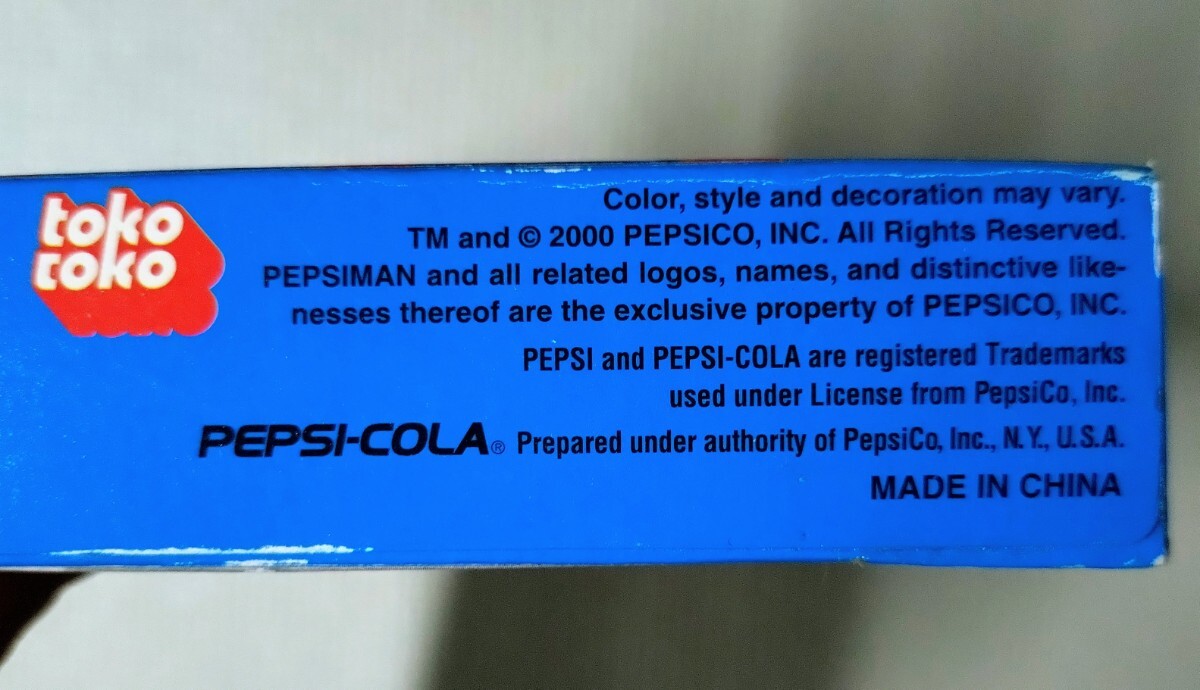 toko
toko
Color, style and decoration may vary.
TM and © 2000 PEPSICO, INC. All Rights Reserved.
PEPSIMAN and all related logos, names, and distinctive like-
nesses thereof are the exclusive property of PEPSICO, INC.
PEPSI and PEPSI-COLA are registered Trademarks
used under License from PepsiCo, Inc.
PEPSI-COLA® Prepared under authority of PepsiCo, Inc., N.Y., U.S.A.
MADE IN CHINA